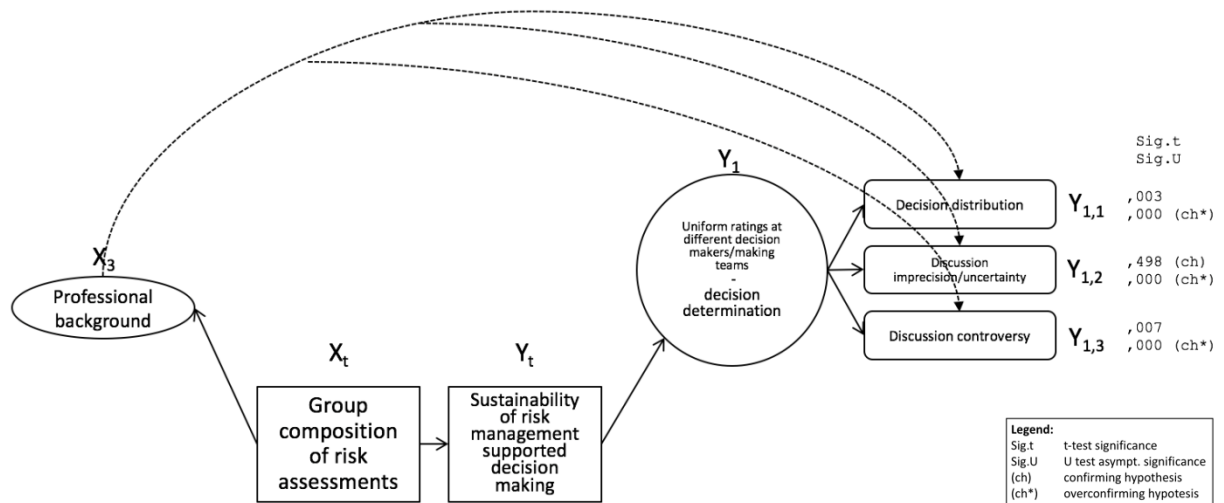 Sig.t
Sig.U
Y1
Decision distribution
Y1,1
,003
,000 (ch*)
Uniform ratings at
different decision
makers/making
teams
-
decision
determination
Discussion
imprecision/uncertainty
Y1,2
,498 (ch)
,000 (ch*)
Discussion controversy
Y1,3
,007
,000 (ch*)
X3
Professional
background
Xt
Group
composition
of risk
assessments
Yt
Sustainability
of risk
management
supported
decision
making
Legend:
Sig.t t-test significance
Sig.U U test asympt. significance
(ch) confirming hypothesis
(ch*) overconfirming hypotesis